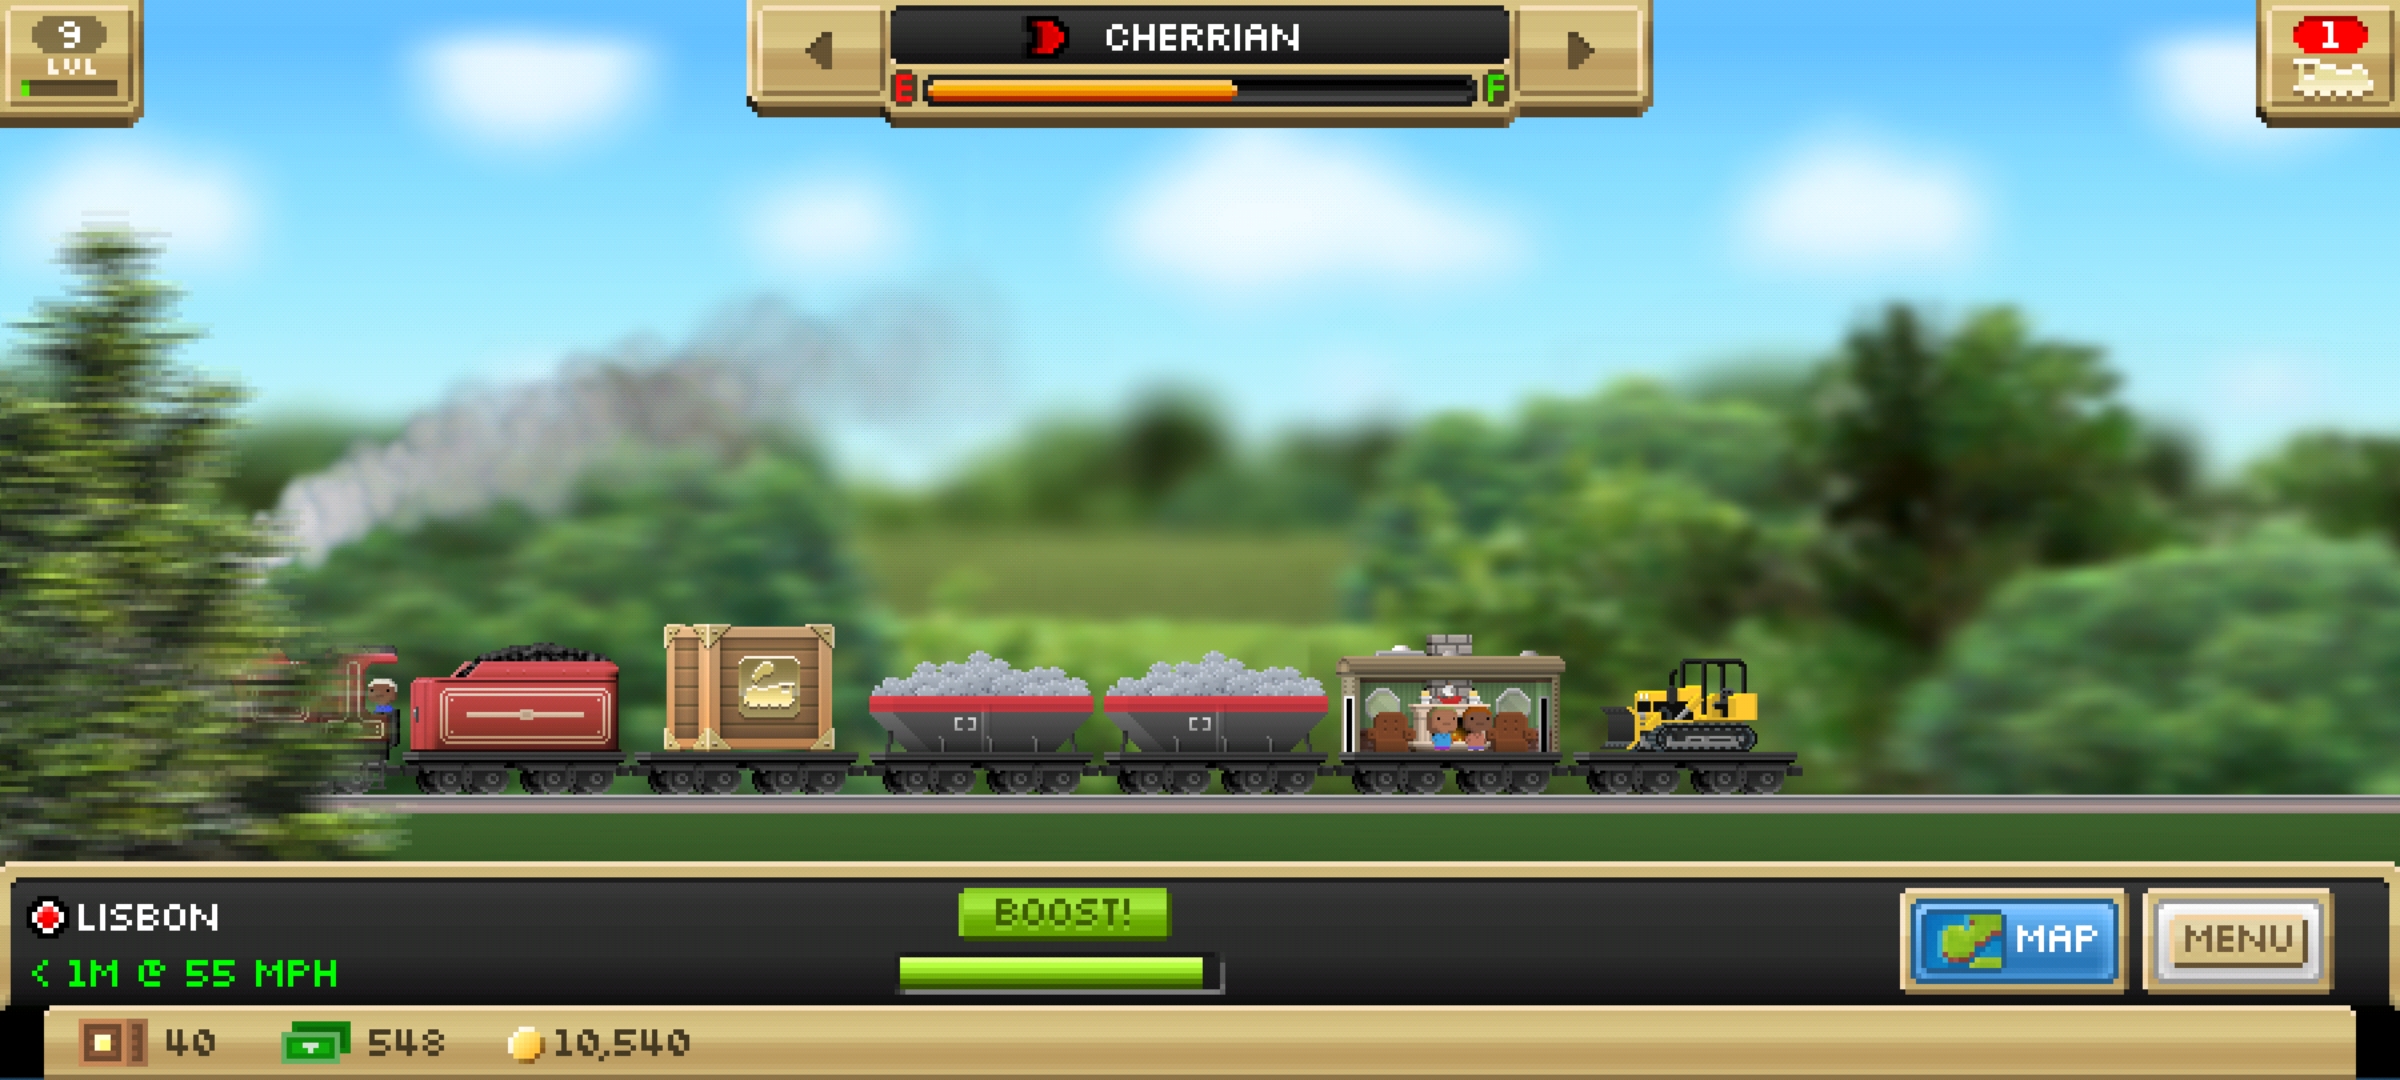 9
LVL
CHERRIAN
E F
1
LISBON
< 1M @ 55 MPH
BOOST!
MAP
MENU
40
548
10,540